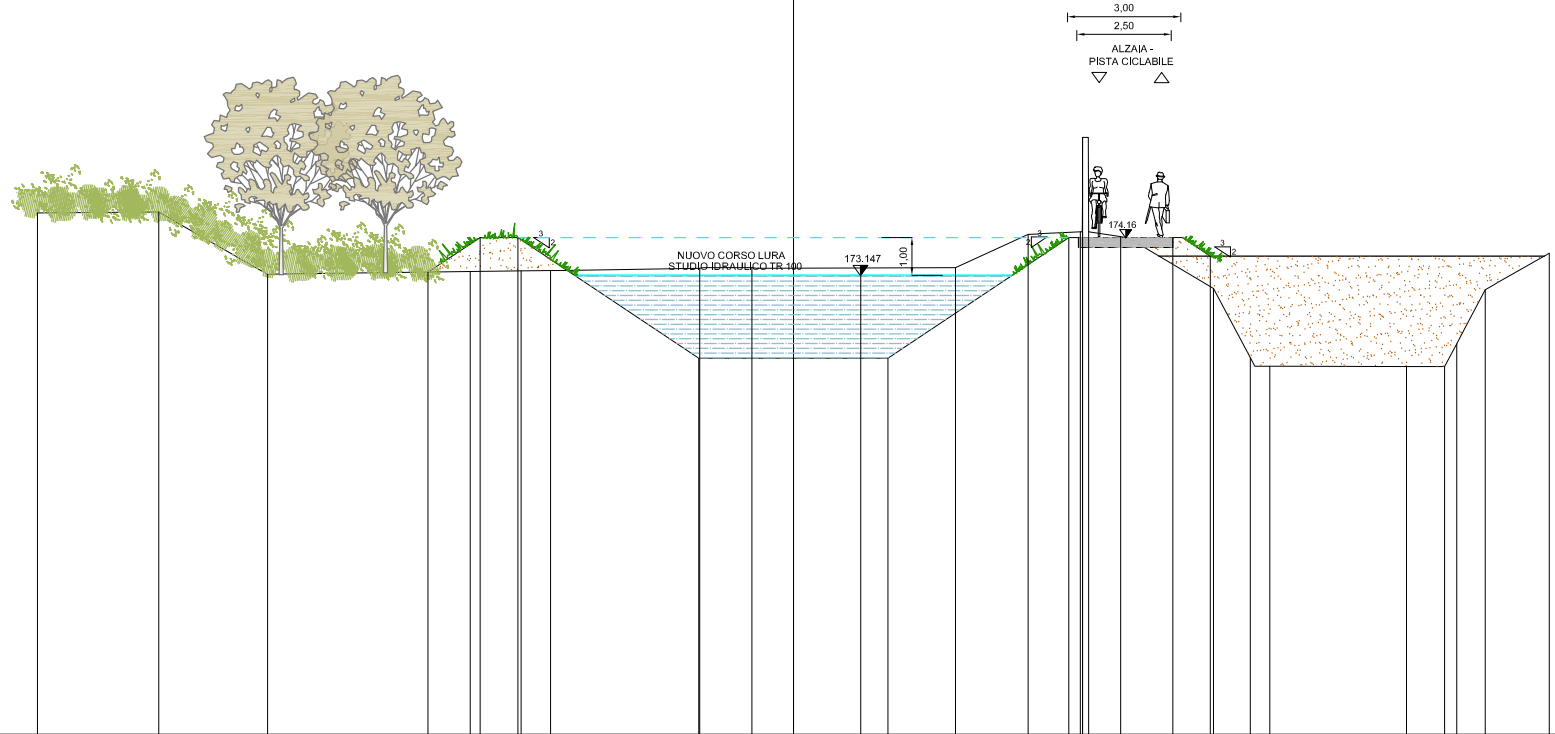 3,00
2,50
ALZAIA -
PISTA CICLABILE
174.16
3
2
3
2
3
2
1,00
NUOVO CORSO LURA
STUDIO IDRAULICO TR 100
173.147